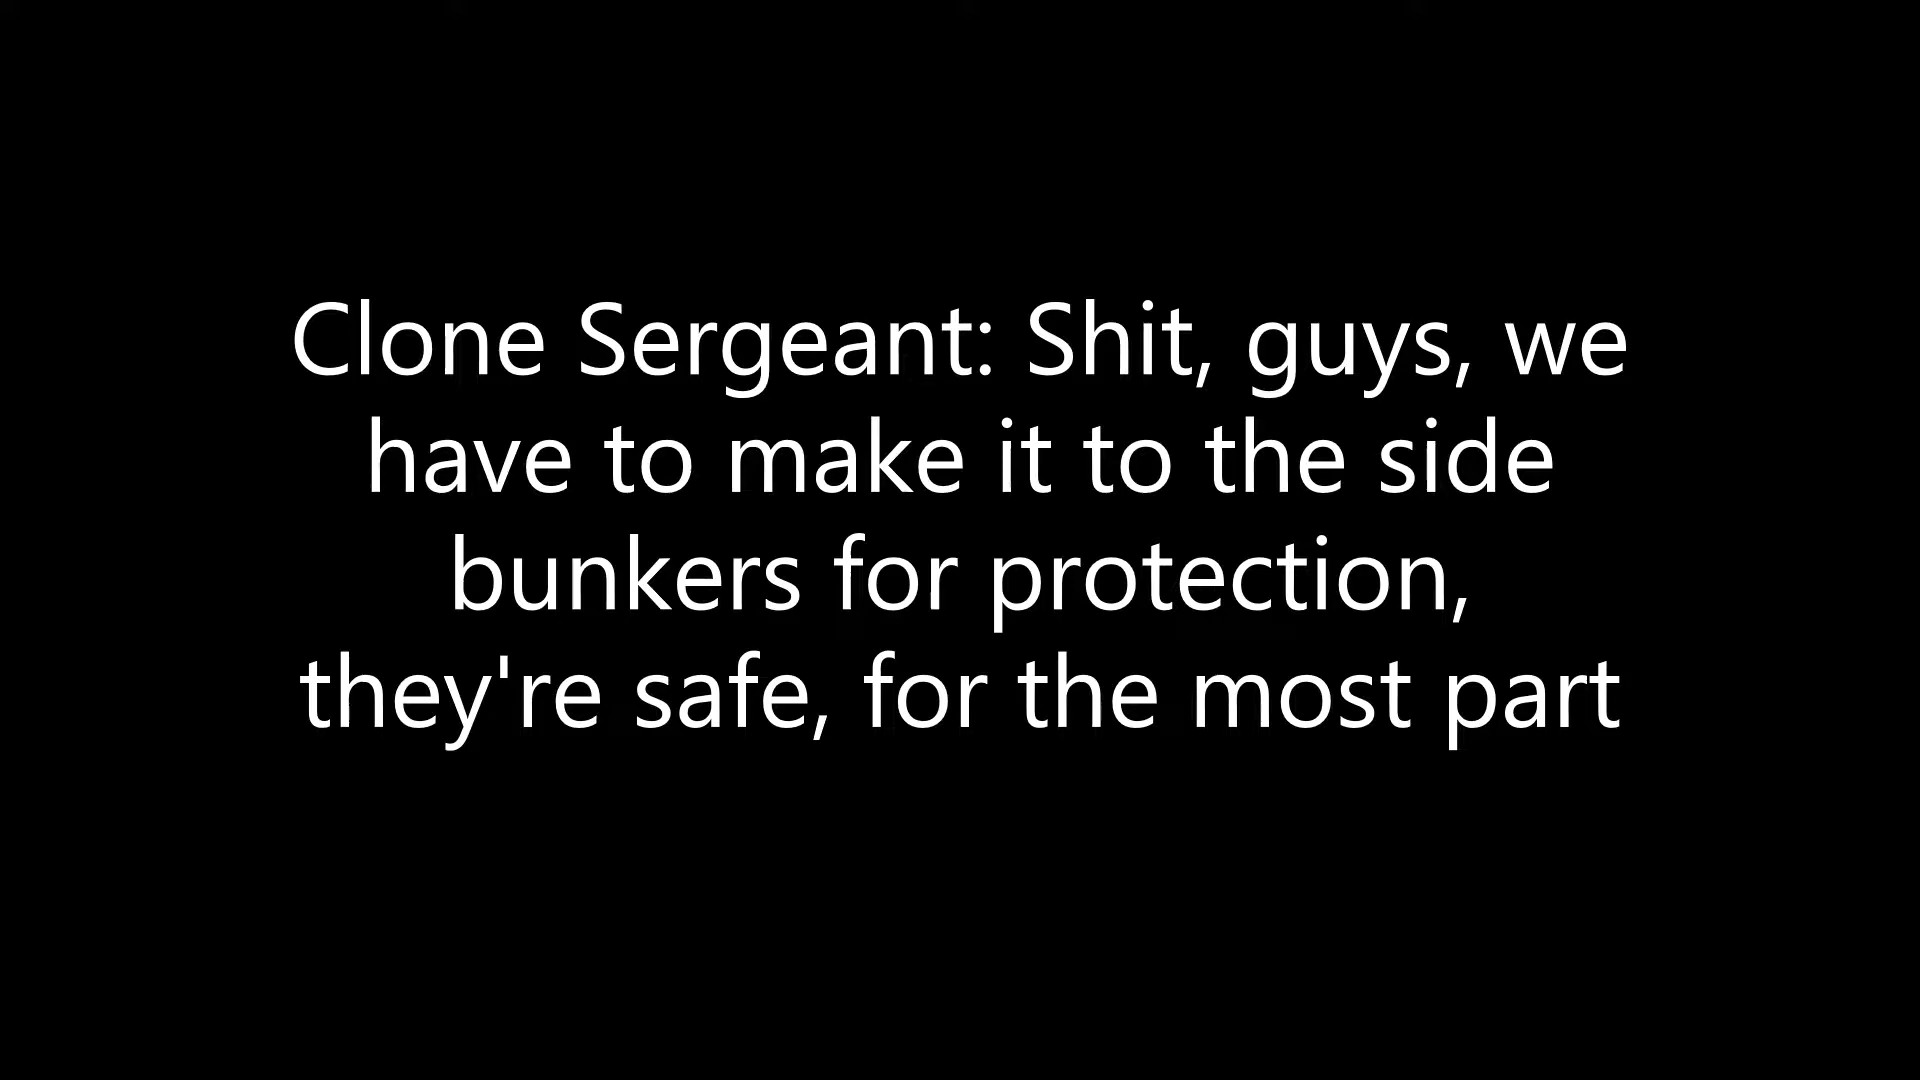 Clone Sergeant: Shit, guys, we
have to make it to the side
bunkers for protection,
they're safe, for the most part